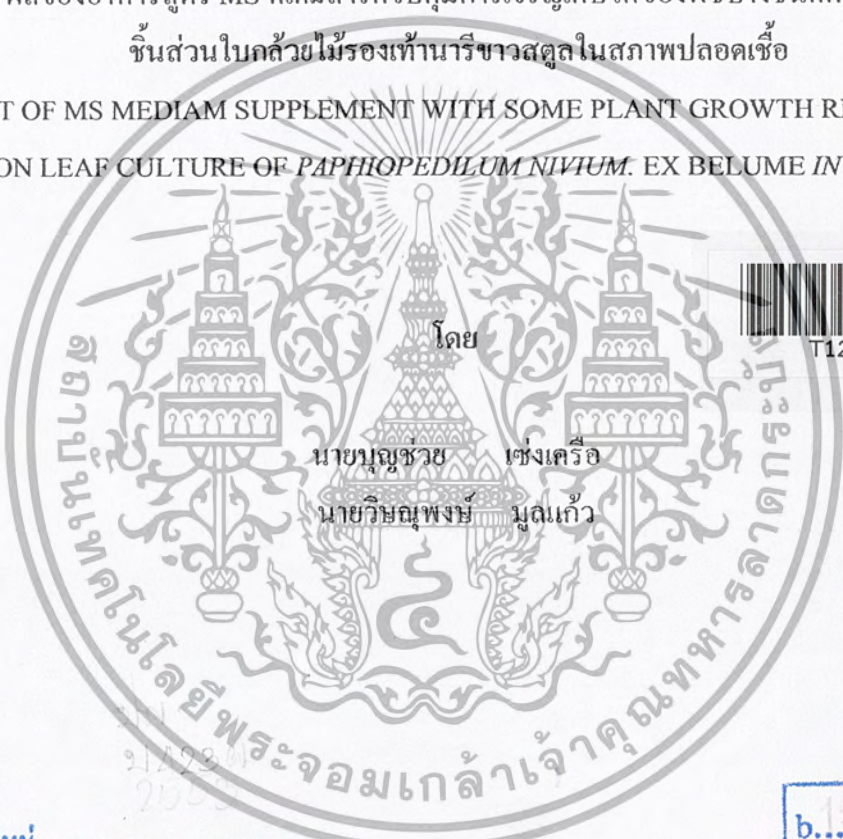 ชิ้นส่วนใบกล้วยไม้รองเท้านารีขาวสตูลในสภาพปลอดเชื้อ
T OF MS MEDIAM SUPPLEMENT WITH SOME PLANT GROWTH RE
ON LEAF CULTURE OF PAPHIOPEDILUM NIVIUM. EX BELUME IN
โดย
T12
นายบุญช่วย เซ่งเครือ
นายวิษณุพงษ์ มูลแก้ว
สถาบันเทคโนโลยีพระจอมเกล้าเจ้าคุณทหารลาดกระบัง
b...